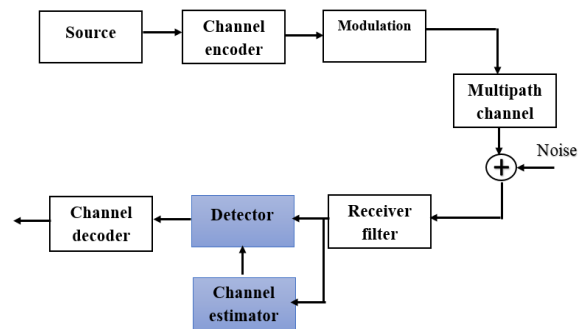 Source
Channel
encoder
Modulation
Multipath
channel
Noise
Receiver
filter
Detector
Channel
decoder
Channel
estimator